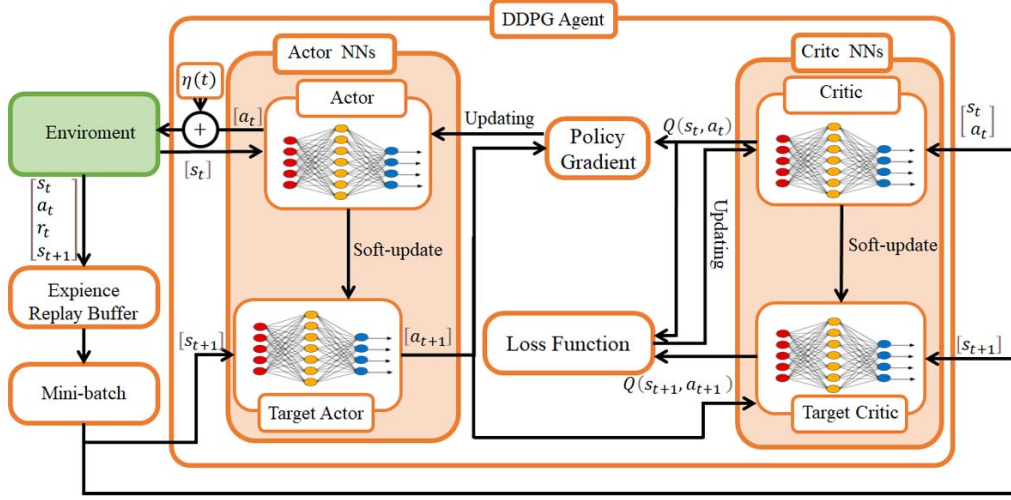 DDPG Agent
Actor NNs
Critc NNs
η(t)
Actor
Critic
[a_t]
+
Enviroment
[s_t]
Updating
Policy
Gradient
Q(s_t, a_t)
[s_t
a_t]
[s_t
a_t
r_t
s_{t+1}]
Updating
Soft-update
Soft-update
Expience
Replay Buffer
[s_{t+1}]
[a_{t+1}]
Loss Function
[s_{t+1}]
Mini-batch
Q(s_{t+1}, a_{t+1})
Target Actor
Target Critic